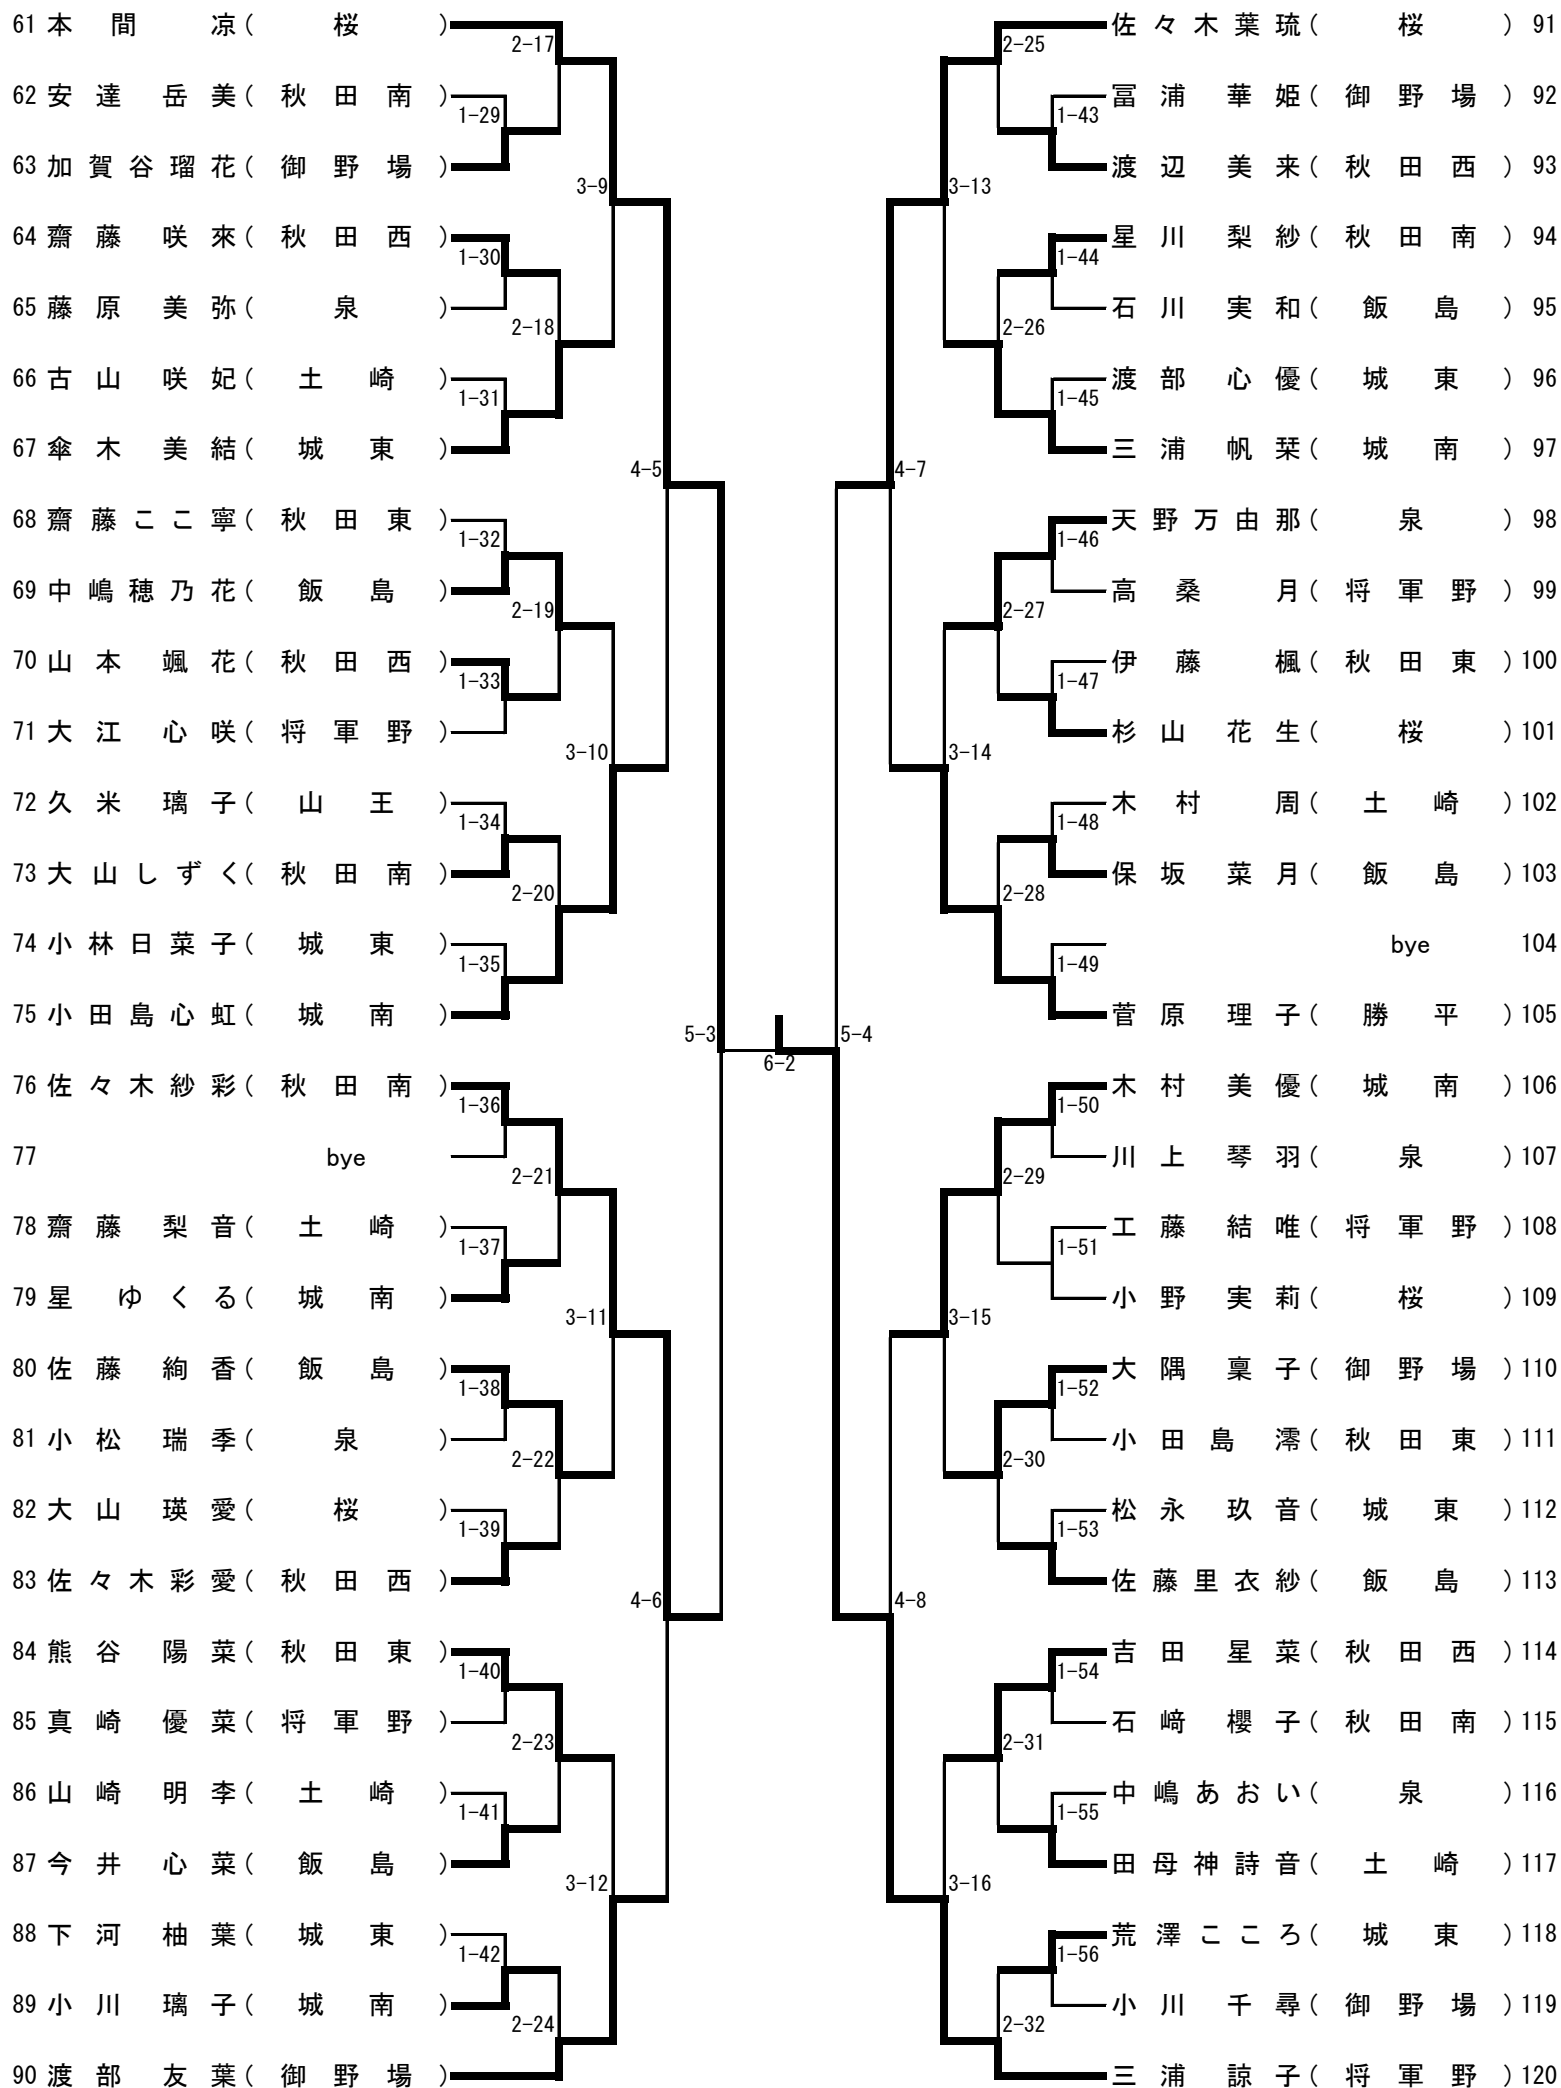 61 本間 凉 ( 桜 )
2-17
62 安達 岳美 ( 秋田南 )
1-29
63 加賀谷瑠花 ( 御野場 )
3-9
64 齋藤 咲來 ( 秋田西 )
1-30
65 藤原 美弥 ( 泉 )
2-18
66 古山 咲妃 ( 土崎 )
1-31
67 傘木 美結 ( 城東 )
4-5
68 齋藤ここ寧 ( 秋田東 )
1-32
69 中嶋穂乃花 ( 飯島 )
2-19
70 山本 颯花 ( 秋田西 )
1-33
71 大江 心咲 ( 将軍野 )
3-10
72 久米 璃子 ( 山王 )
1-34
73 大山しずく ( 秋田南 )
2-20
74 小林日菜子 ( 城東 )
1-35
75 小田島心虹 ( 城南 )
5-3
76 佐々木紗彩 ( 秋田南 )
1-36
77 bye
2-21
78 齋藤 梨音 ( 土崎 )
1-37
79 星 ゆくる ( 城南 )
3-11
80 佐藤 絢香 ( 飯島 )
1-38
81 小松 瑞季 ( 泉 )
2-22
82 大山 瑛愛 ( 桜 )
1-39
83 佐々木彩愛 ( 秋田西 )
4-6
84 熊谷 陽菜 ( 秋田東 )
1-40
85 真崎 優菜 ( 将軍野 )
2-23
86 山崎 明李 ( 土崎 )
1-41
87 今井 心菜 ( 飯島 )
3-12
88 下河 柚葉 ( 城東 )
1-42
89 小川 璃子 ( 城南 )
2-24
90 渡部 友葉 ( 御野場 )
6-2
佐々木葉琉 ( 桜 ) 91
2-25
冨浦 華姫 ( 御野場 ) 92
1-43
渡辺 美来 ( 秋田西 ) 93
3-13
星川 梨紗 ( 秋田南 ) 94
1-44
石川 実和 ( 飯島 ) 95
2-26
渡部 心優 ( 城東 ) 96
1-45
三浦 帆栞 ( 城南 ) 97
4-7
天野万由那 ( 泉 ) 98
1-46
高桑 月 ( 将軍野 ) 99
2-27
伊藤 楓 ( 秋田東 ) 100
1-47
杉山 花生 ( 桜 ) 101
3-14
木村 周 ( 土崎 ) 102
1-48
保坂 菜月 ( 飯島 ) 103
2-28
bye 104
1-49
菅原 理子 ( 勝平 ) 105
5-4
木村 美優 ( 城南 ) 106
1-50
川上 琴羽 ( 泉 ) 107
2-29
工藤 結唯 ( 将軍野 ) 108
1-51
小野 実莉 ( 桜 ) 109
3-15
大隅 稟子 ( 御野場 ) 110
1-52
小田島 澪 ( 秋田東 ) 111
2-30
松永 玖音 ( 城東 ) 112
1-53
佐藤里衣紗 ( 飯島 ) 113
4-8
吉田 星菜 ( 秋田西 ) 114
1-54
石﨑 櫻子 ( 秋田南 ) 115
2-31
中嶋あおい ( 泉 ) 116
1-55
田母神詩音 ( 土崎 ) 117
3-16
荒澤こころ ( 城東 ) 118
1-56
小川 千尋 ( 御野場 ) 119
2-32
三浦 諒子 ( 将軍野 ) 120